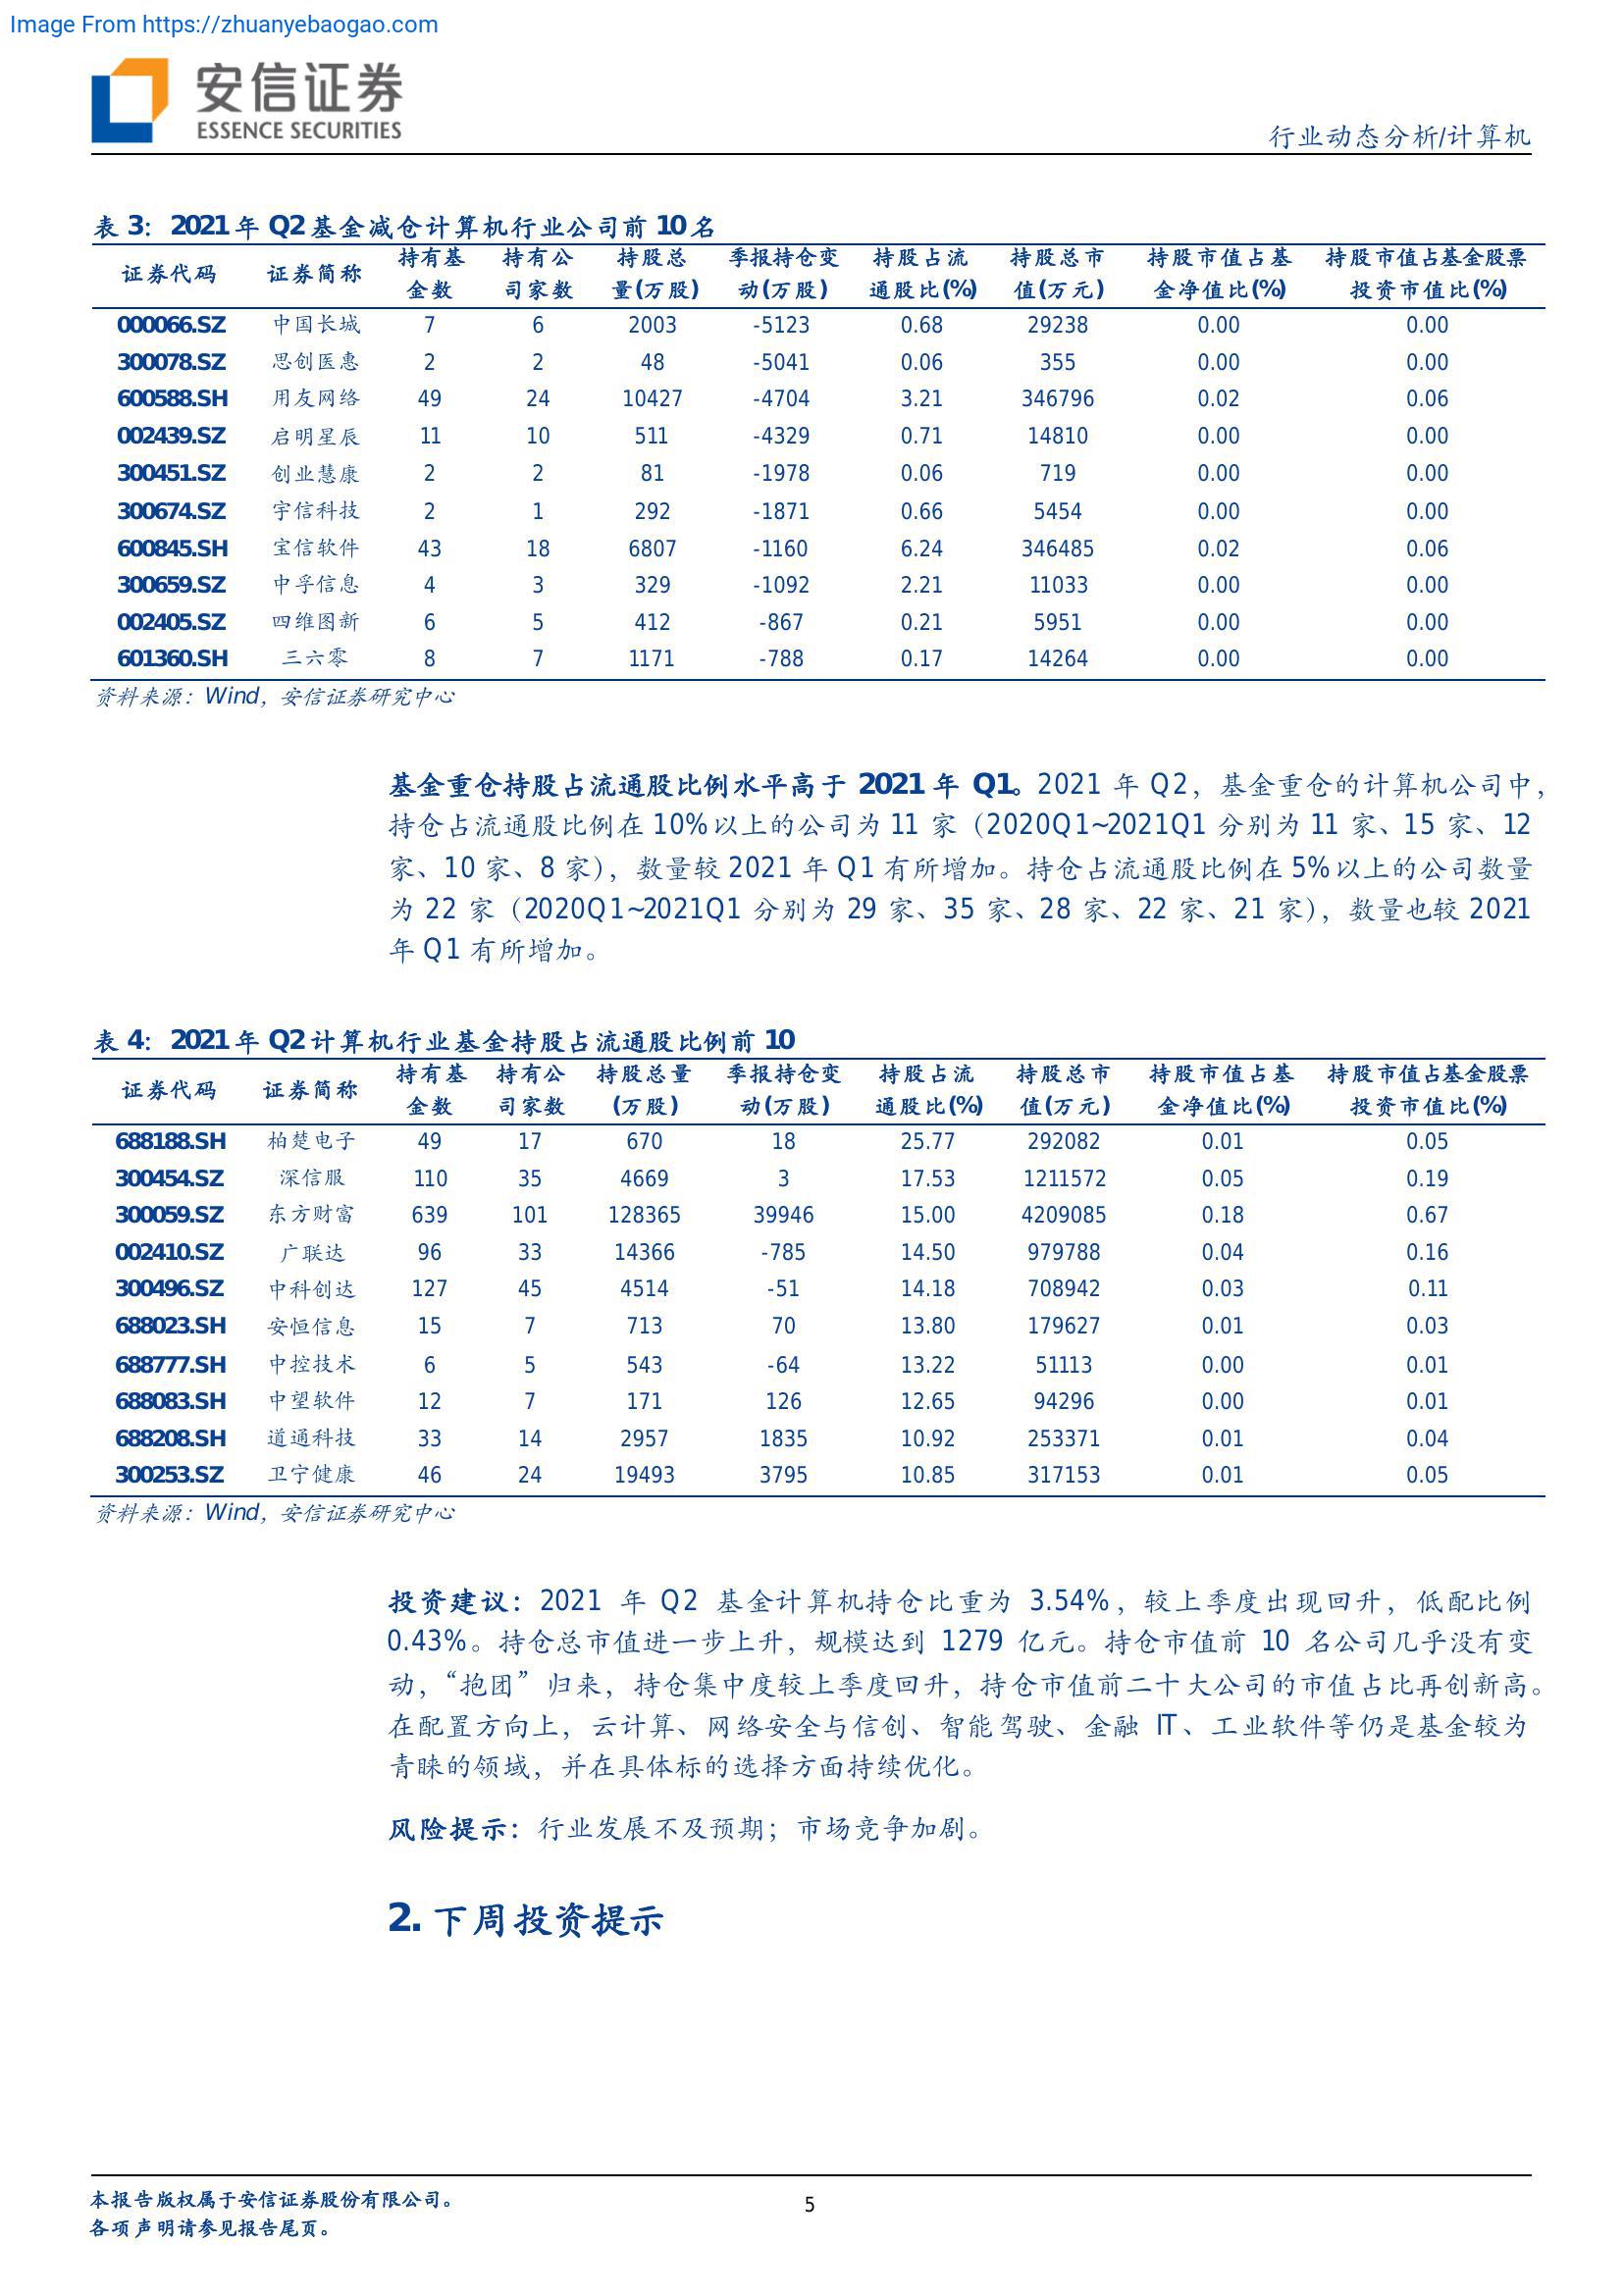 Image From https://zhuanyebaogao.com
安信证券
ESSENCE SECURITIES
行业动态分析/计算机
表 3： 2021 年 Q2 基金减仓计算机行业公司前 10 名
证券代码 证券简称 持有基金数 持有公司家数 持股总量(万股) 季报持仓变动(万股) 持股占流通股比(%) 持股总市值(万元) 持股市值占基金净值比(%) 持股市值占基金股票投资市值比(%)
000066.SZ 中国长城 7 6 2003 -5123 0.68 29238 0.00 0.00
300078.SZ 思创医惠 2 2 48 -5041 0.06 355 0.00 0.00
600588.SH 用友网络 49 24 10427 -4704 3.21 346796 0.02 0.06
002439.SZ 启明星辰 11 10 511 -4329 0.71 14810 0.00 0.00
300451.SZ 创业慧康 2 2 81 -1978 0.06 719 0.00 0.00
300674.SZ 宇信科技 2 1 292 -1871 0.66 5454 0.00 0.00
600845.SH 宝信软件 43 18 6807 -1160 6.24 346485 0.02 0.06
300659.SZ 中孚信息 4 3 329 -1092 2.21 11033 0.00 0.00
002405.SZ 四维图新 6 5 412 -867 0.21 5951 0.00 0.00
601360.SH 三六零 8 7 1171 -788 0.17 14264 0.00 0.00
资料来源：Wind，安信证券研究中心
基金重仓持股占流通股比例水平高于 2021 年 Q1。2021 年 Q2，基金重仓的计算机公司中，
持仓占流通股比例在 10%以上的公司为 11 家（2020Q1~2021Q1 分别为 11 家、15 家、12
家、10 家、8 家），数量较 2021 年 Q1 有所增加。持仓占流通股比例在 5%以上的公司数量
为 22 家（2020Q1~2021Q1 分别为 29 家、35 家、28 家、22 家、21 家），数量也较 2021
年 Q1 有所增加。
表 4： 2021 年 Q2 计算机行业基金持股占流通股比例前 10
证券代码 证券简称 持有基金数 持有公司家数 持股总量(万股) 季报持仓变动(万股) 持股占流通股比(%) 持股总市值(万元) 持股市值占基金净值比(%) 持股市值占基金股票投资市值比(%)
688188.SH 柏楚电子 49 17 670 18 25.77 292082 0.01 0.05
300454.SZ 深信服 110 35 4669 3 17.53 1211572 0.05 0.19
300059.SZ 东方财富 639 101 128365 39946 15.00 4209085 0.18 0.67
002410.SZ 广联达 96 33 14366 -785 14.50 979788 0.04 0.16
300496.SZ 中科创达 127 45 4514 -51 14.18 708942 0.03 0.11
688023.SH 安恒信息 15 7 713 70 13.80 179627 0.01 0.03
688777.SH 中控技术 6 5 543 -64 13.22 51113 0.00 0.01
688083.SH 中望软件 12 7 171 126 12.65 94296 0.00 0.01
688208.SH 道通科技 33 14 2957 1835 10.92 253371 0.01 0.04
300253.SZ 卫宁健康 46 24 19493 3795 10.85 317153 0.01 0.05
资料来源：Wind，安信证券研究中心
投资建议：2021 年 Q2 基金计算机持仓比重为 3.54%，较上季度出现回升，低配比例
0.43%。持仓总市值进一步上升，规模达到 1279 亿元。持仓市值前 10 名公司几乎没有变
动，“抱团”归来，持仓集中度较上季度回升，持仓市值前二十大公司的市值占比再创新高。
在配置方向上，云计算、网络安全与信创、智能驾驶、金融 IT、工业软件等仍是基金较为
青睐的领域，并在具体标的选择方面持续优化。
风险提示：行业发展不及预期；市场竞争加剧。
2. 下周投资提示
本报告版权属于安信证券股份有限公司。
各项声明请参见报告尾页。
5